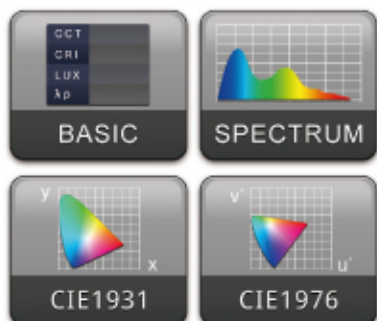 CCT
CRI
LUX
λp
BASIC
SPECTRUM
y
x
CIE1931
v'
u'
CIE1976